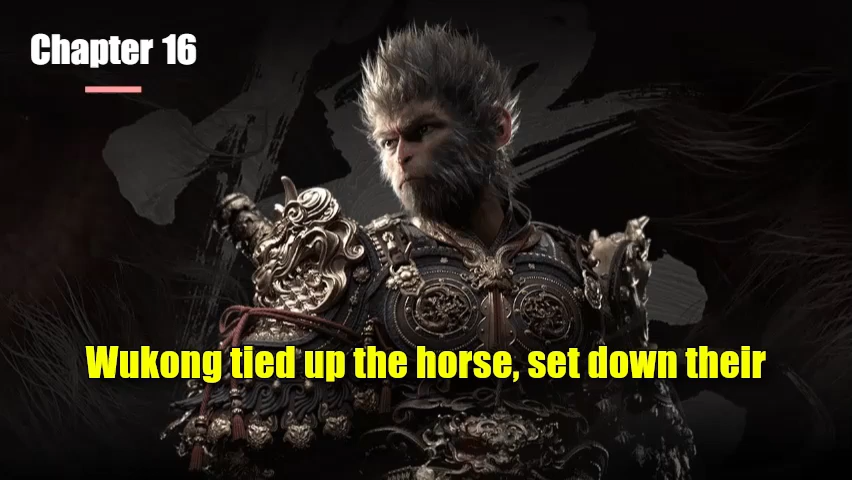 Chapter 16
Wukong tied up the horse, set down their